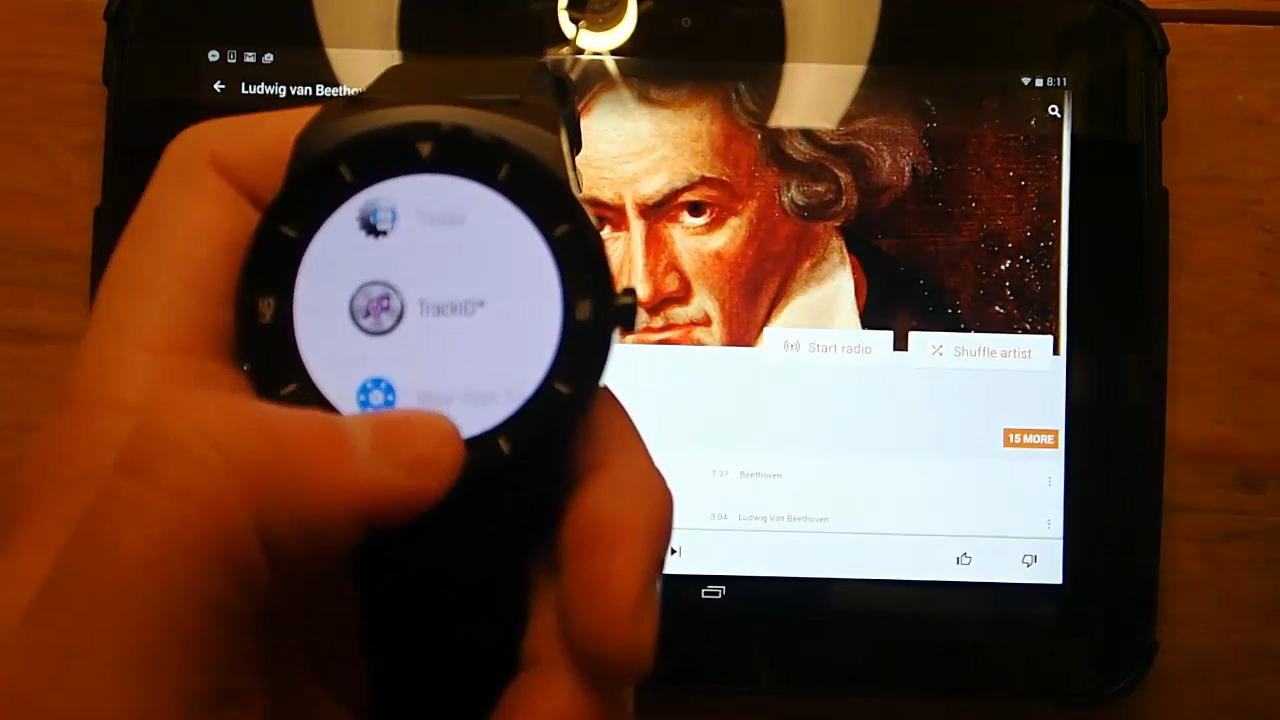 8:11
Ludwig van Beetho
TrackID™
Start radio
Shuffle artist
15 MORE
7:27 Beethoven
3:04 Ludwig Van Beethoven